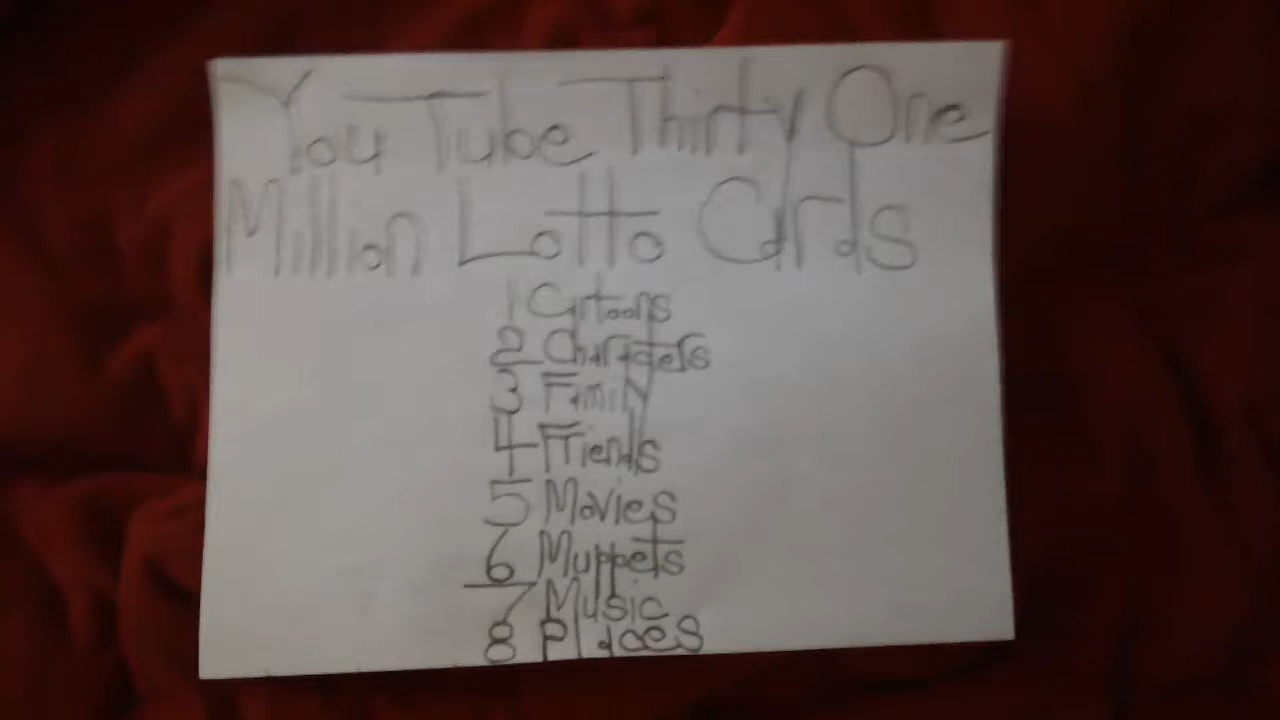 You Tube Thirty One
Million Lotto Cards
1 Cartoons
2 Characters
3 Family
4 Friends
5 Movies
6 Muppets
7 Music
8 Places